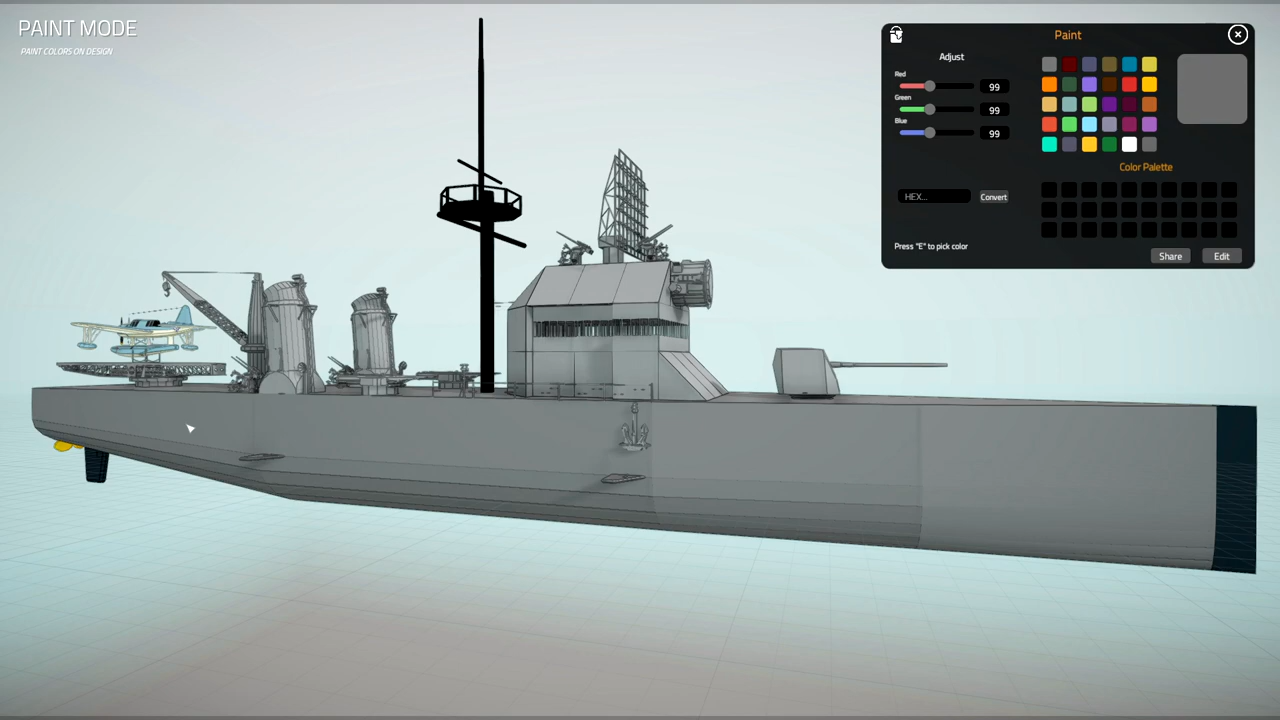 PAINT MODE
PAINT COLORS ON DESIGN
Paint
Adjust
Red
99
Green
99
Blue
99
Color Palette
HEX...
Convert
Press "E" to pick color
Share
Edit